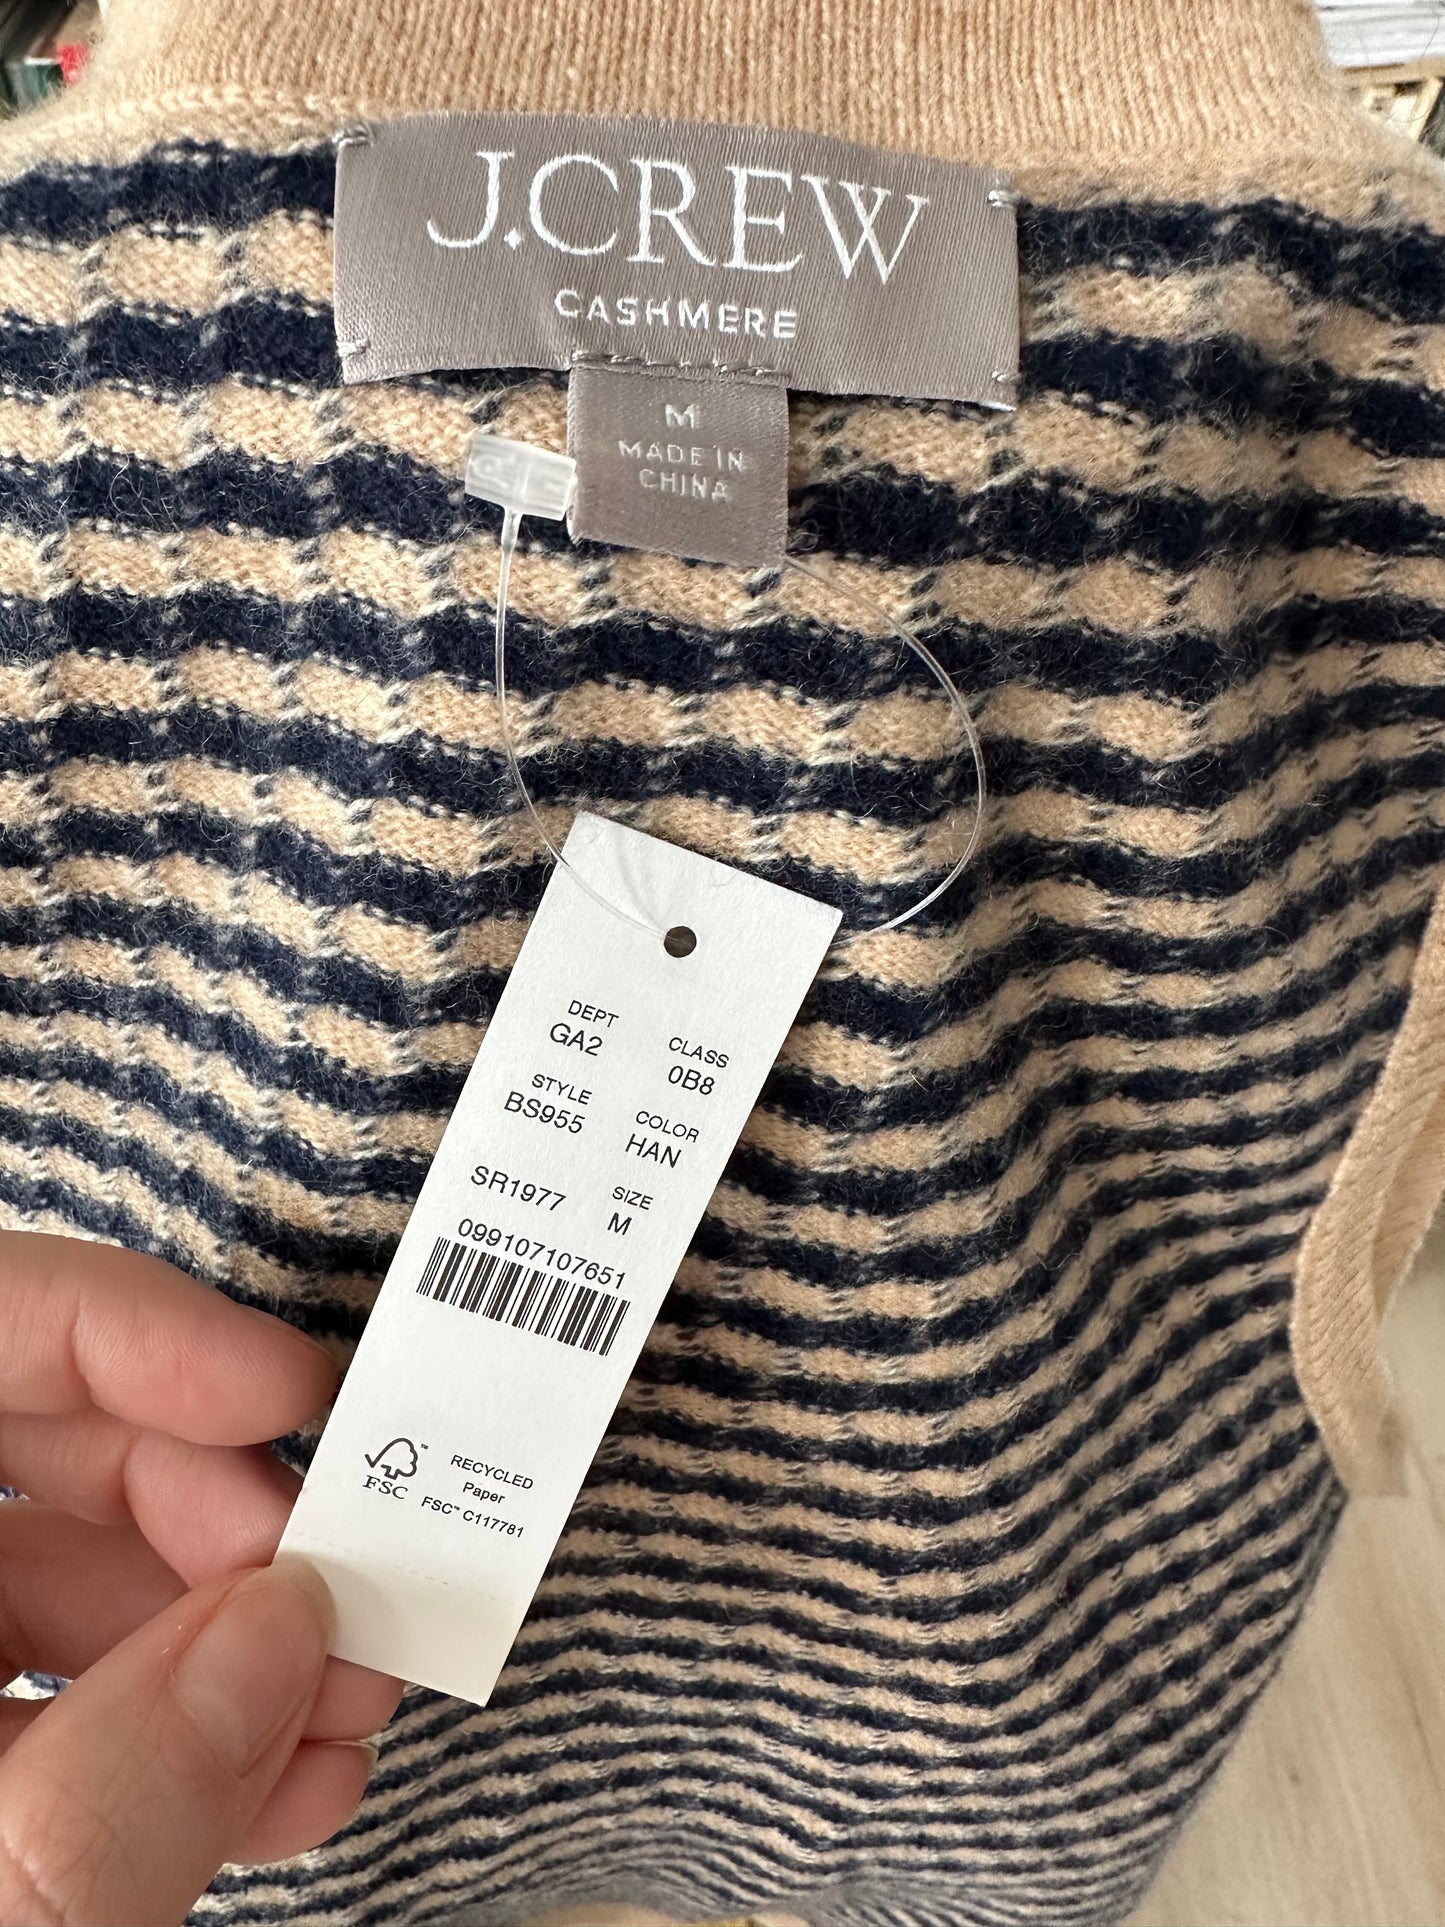 J.CREW
CASHMERE
M
MADE IN
CHINA
DEPT CLASS
GA2 0B8
STYLE COLOR
BS955 HAN
SR1977 SIZE
M
099107107651
FSC™
RECYCLED
Paper
FSC™ C117781